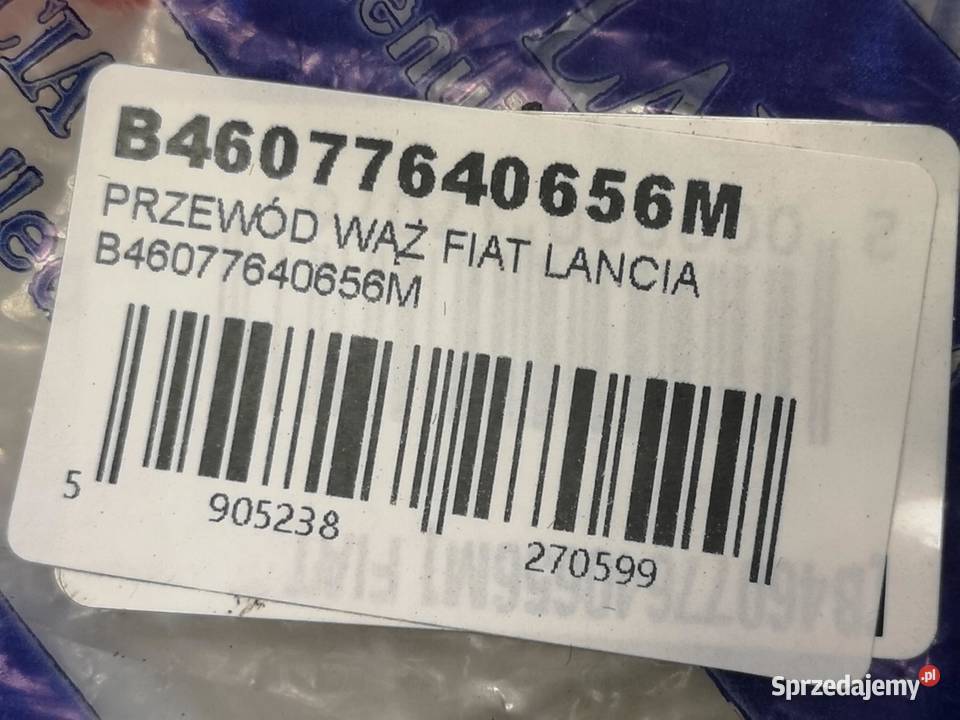 B46077640656M
PRZEWÓD WĄŻ FIAT LANCIA
B46077640656M
5 905238 270599
Sprzedajemy.pl